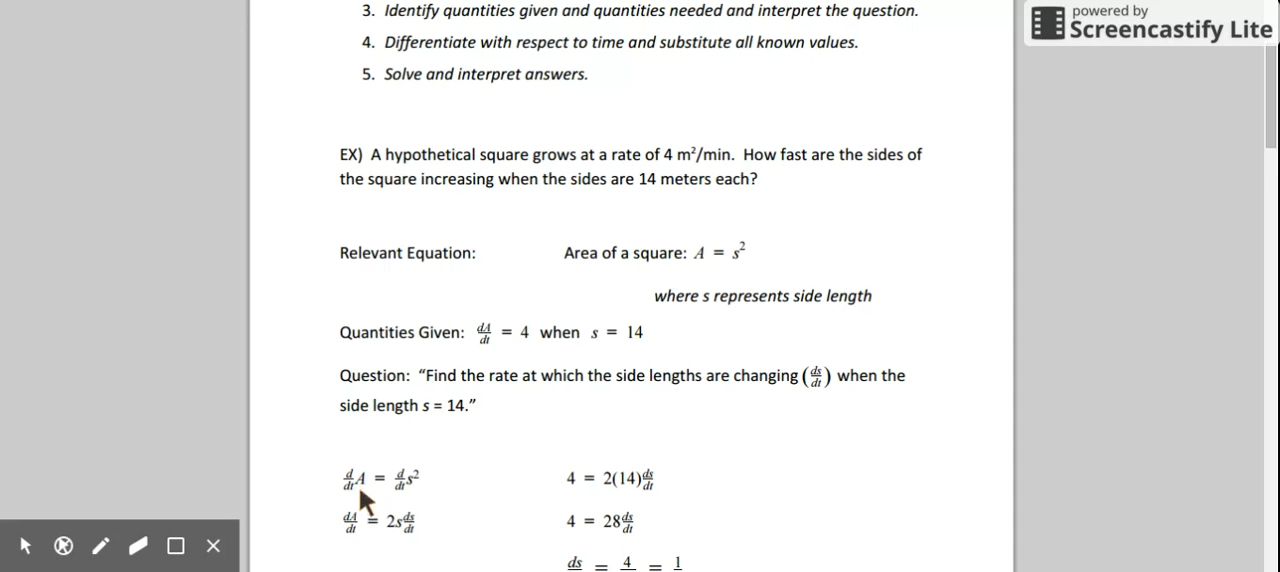 3. Identify quantities given and quantities needed and interpret the question.
powered by
Screencastify Lite
4. Differentiate with respect to time and substitute all known values.
5. Solve and interpret answers.
EX) A hypothetical square grows at a rate of 4 m²/min. How fast are the sides of
the square increasing when the sides are 14 meters each?
Relevant Equation: Area of a square: A = s²
where s represents side length
Quantities Given: dA/dt = 4 when s = 14
Question: “Find the rate at which the side lengths are changing (ds/dt) when the
side length s = 14.”
d/dt A = d/dt s² 4 = 2(14) ds/dt
dA/dt = 2s ds/dt 4 = 28 ds/dt
ds = 4 = 1